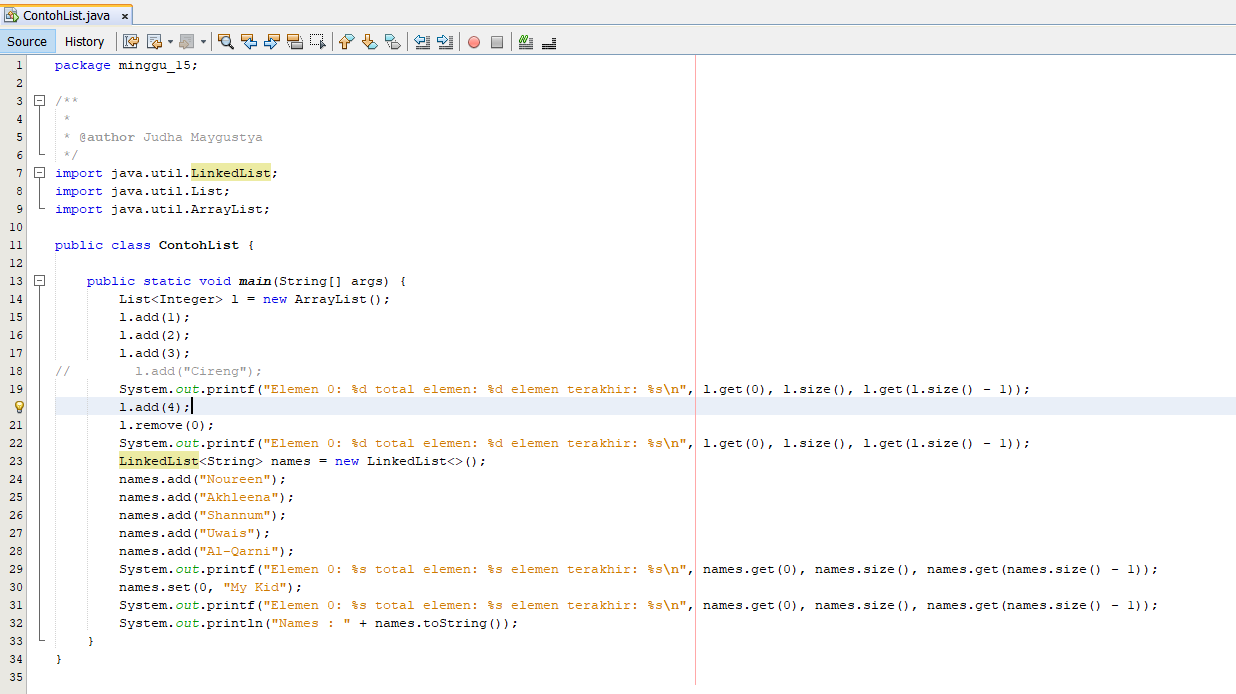 ContohList.java ×
Source History
1 package minggu_15;
2
3 /**
4  *
5  * @author Judha Maygustya
6  */
7 import java.util.LinkedList;
8 import java.util.List;
9 import java.util.ArrayList;
10
11 public class ContohList {
12
13     public static void main(String[] args) {
14         List<Integer> l = new ArrayList();
15         l.add(1);
16         l.add(2);
17         l.add(3);
18 //        l.add("Cireng");
19         System.out.printf("Elemen 0: %d total elemen: %d elemen terakhir: %s\n", l.get(0), l.size(), l.get(l.size() - 1));
        l.add(4);
21         l.remove(0);
22         System.out.printf("Elemen 0: %d total elemen: %d elemen terakhir: %s\n", l.get(0), l.size(), l.get(l.size() - 1));
23         LinkedList<String> names = new LinkedList<>();
24         names.add("Noureen");
25         names.add("Akhleena");
26         names.add("Shannum");
27         names.add("Uwais");
28         names.add("Al-Qarni");
29         System.out.printf("Elemen 0: %s total elemen: %s elemen terakhir: %s\n", names.get(0), names.size(), names.get(names.size() - 1));
30         names.set(0, "My Kid");
31         System.out.printf("Elemen 0: %s total elemen: %s elemen terakhir: %s\n", names.get(0), names.size(), names.get(names.size() - 1));
32         System.out.println("Names : " + names.toString());
33     }
34 }
35